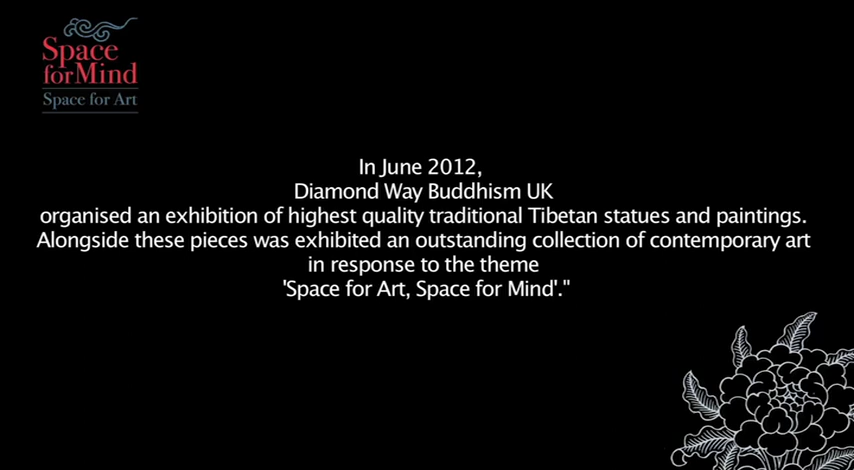 Space
for Mind
Space for Art
In June 2012,
Diamond Way Buddhism UK
organised an exhibition of highest quality traditional Tibetan statues and paintings.
Alongside these pieces was exhibited an outstanding collection of contemporary art
in response to the theme
'Space for Art, Space for Mind'."